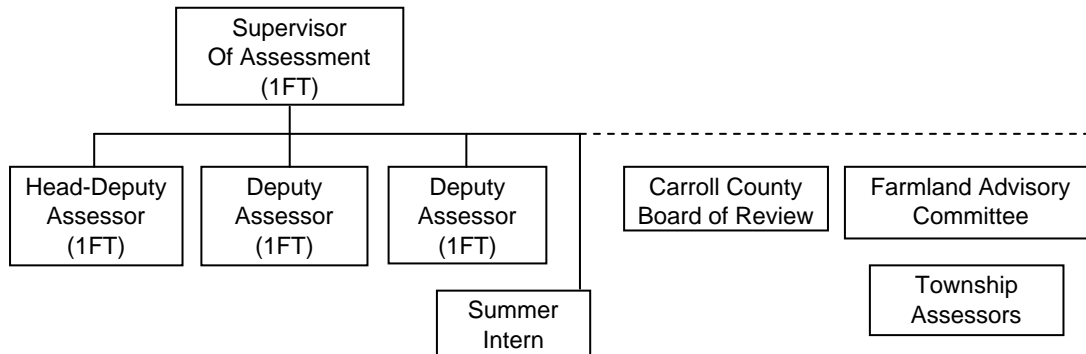 Supervisor
Of Assessment
(1FT)
Head-Deputy
Assessor
(1FT)
Deputy
Assessor
(1FT)
Deputy
Assessor
(1FT)
Carroll County
Board of Review
Farmland Advisory
Committee
Summer
Intern
Township
Assessors